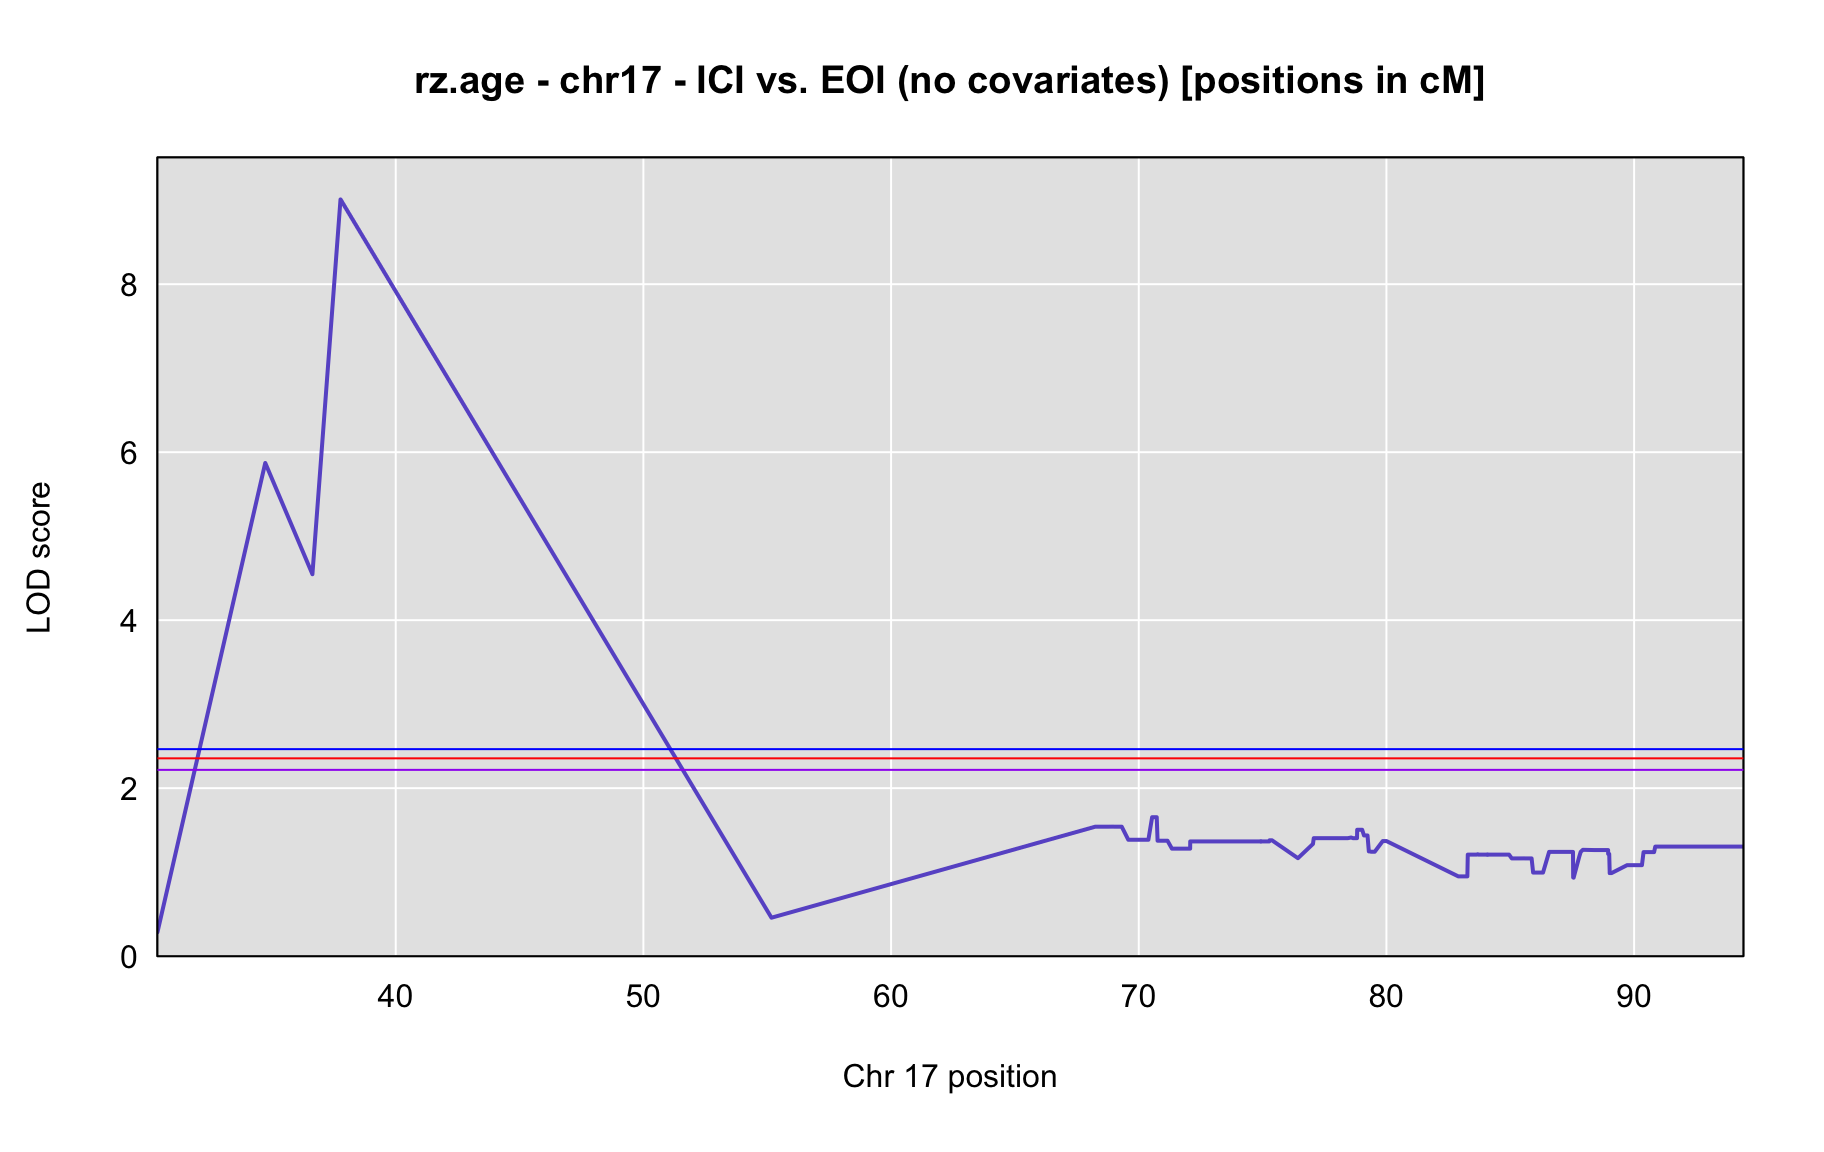 rz.age - chr17 - ICI vs. EOI (no covariates) [positions in cM]
LOD score
8
6
4
2
0
40 50 60 70 80 90
Chr 17 position